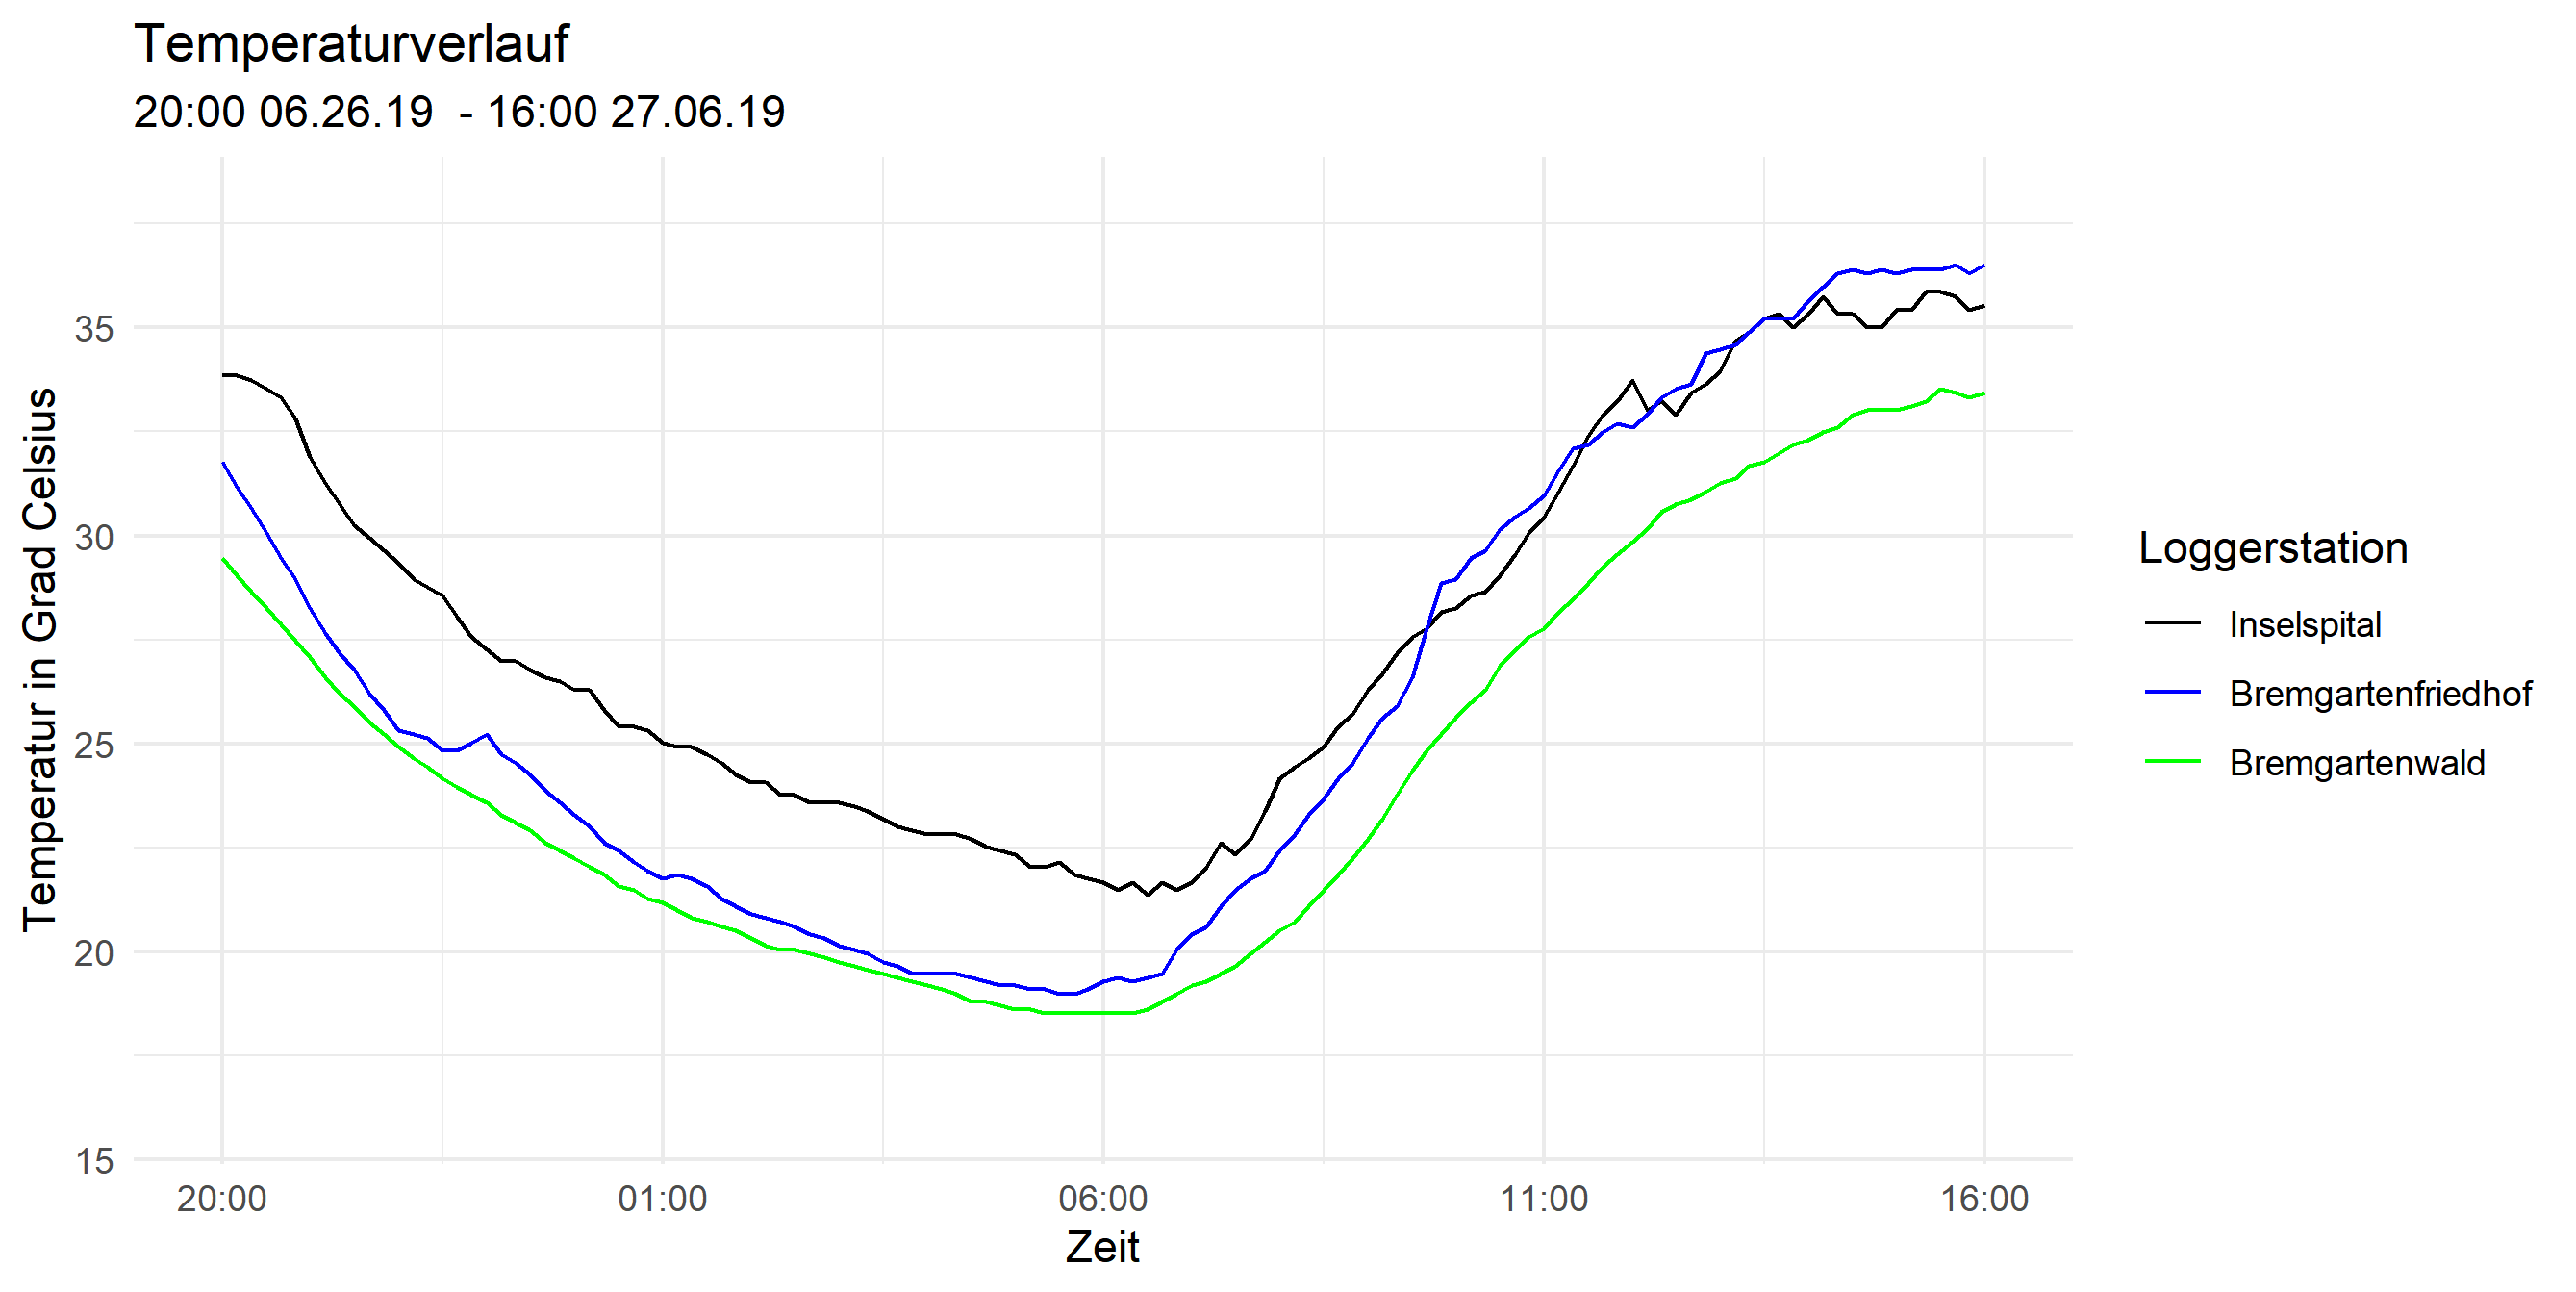 Temperaturverlauf
20:00 06.26.19  - 16:00 27.06.19
Temperatur in Grad Celsius
35
30
25
20
15
20:00 01:00 06:00 11:00 16:00
Zeit
Loggerstation
Inselspital
Bremgartenfriedhof
Bremgartenwald